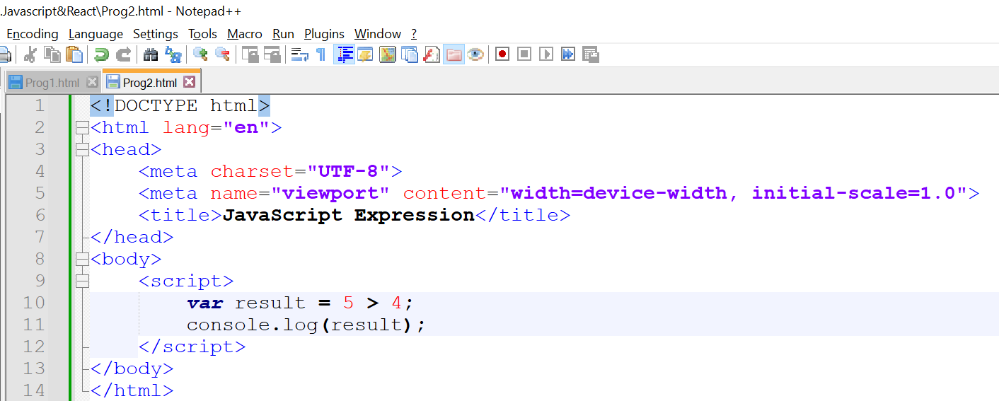 .Javascript&React\Prog2.html - Notepad++
Encoding Language Settings Tools Macro Run Plugins Window ?
Prog1.html Prog2.html
1 <!DOCTYPE html>
2 <html lang="en">
3 <head>
4 <meta charset="UTF-8">
5 <meta name="viewport" content="width=device-width, initial-scale=1.0">
6 <title>JavaScript Expression</title>
7 </head>
8 <body>
9 <script>
10 var result = 5 > 4;
11 console.log(result);
12 </script>
13 </body>
14 </html>